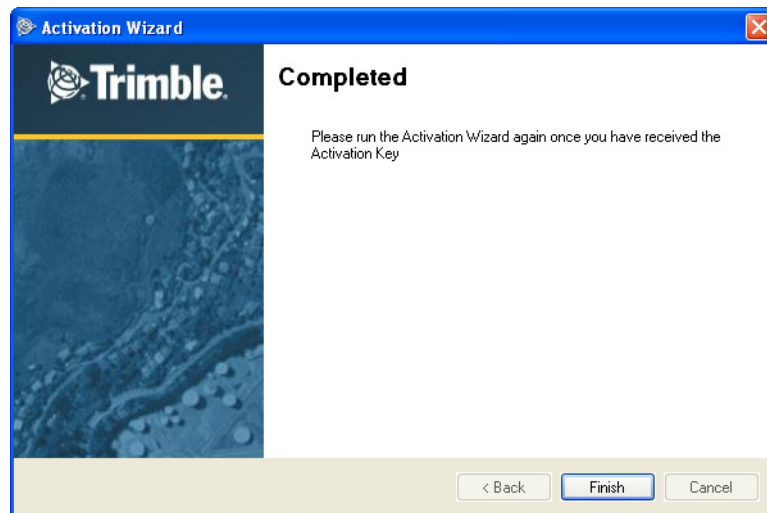 Activation Wizard
Trimble.
Completed
Please run the Activation Wizard again once you have received the
Activation Key
< Back
Finish
Cancel